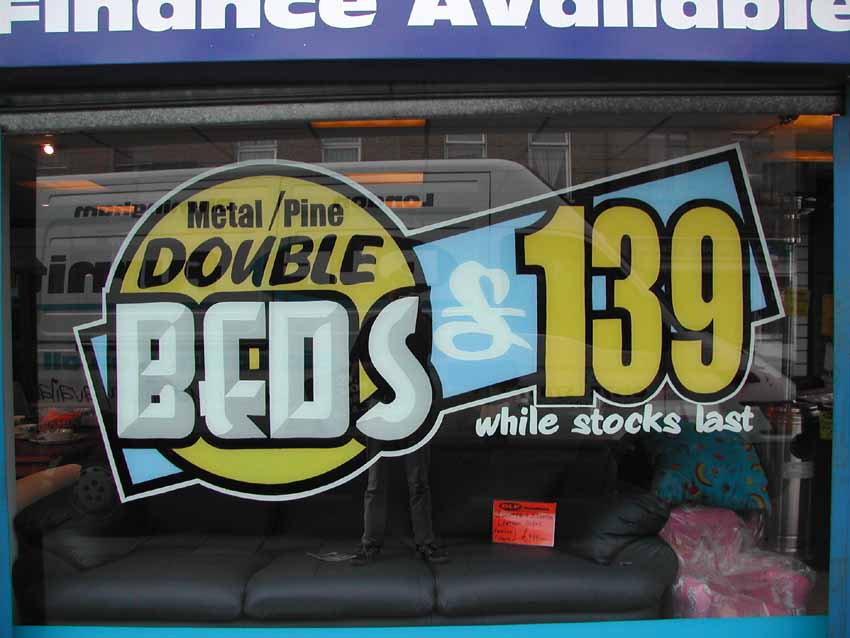 Finance Available
Metal/Pine
DOUBLE
BEDS
£139
while stocks last